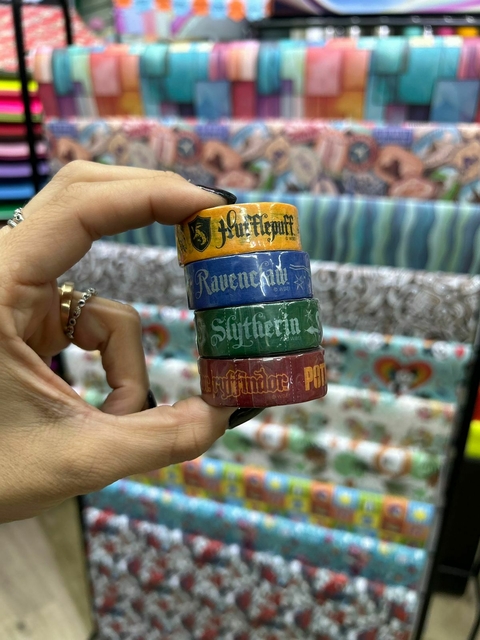 Hufflepuff
Ravenclaw
Slytherin
Gryffindor